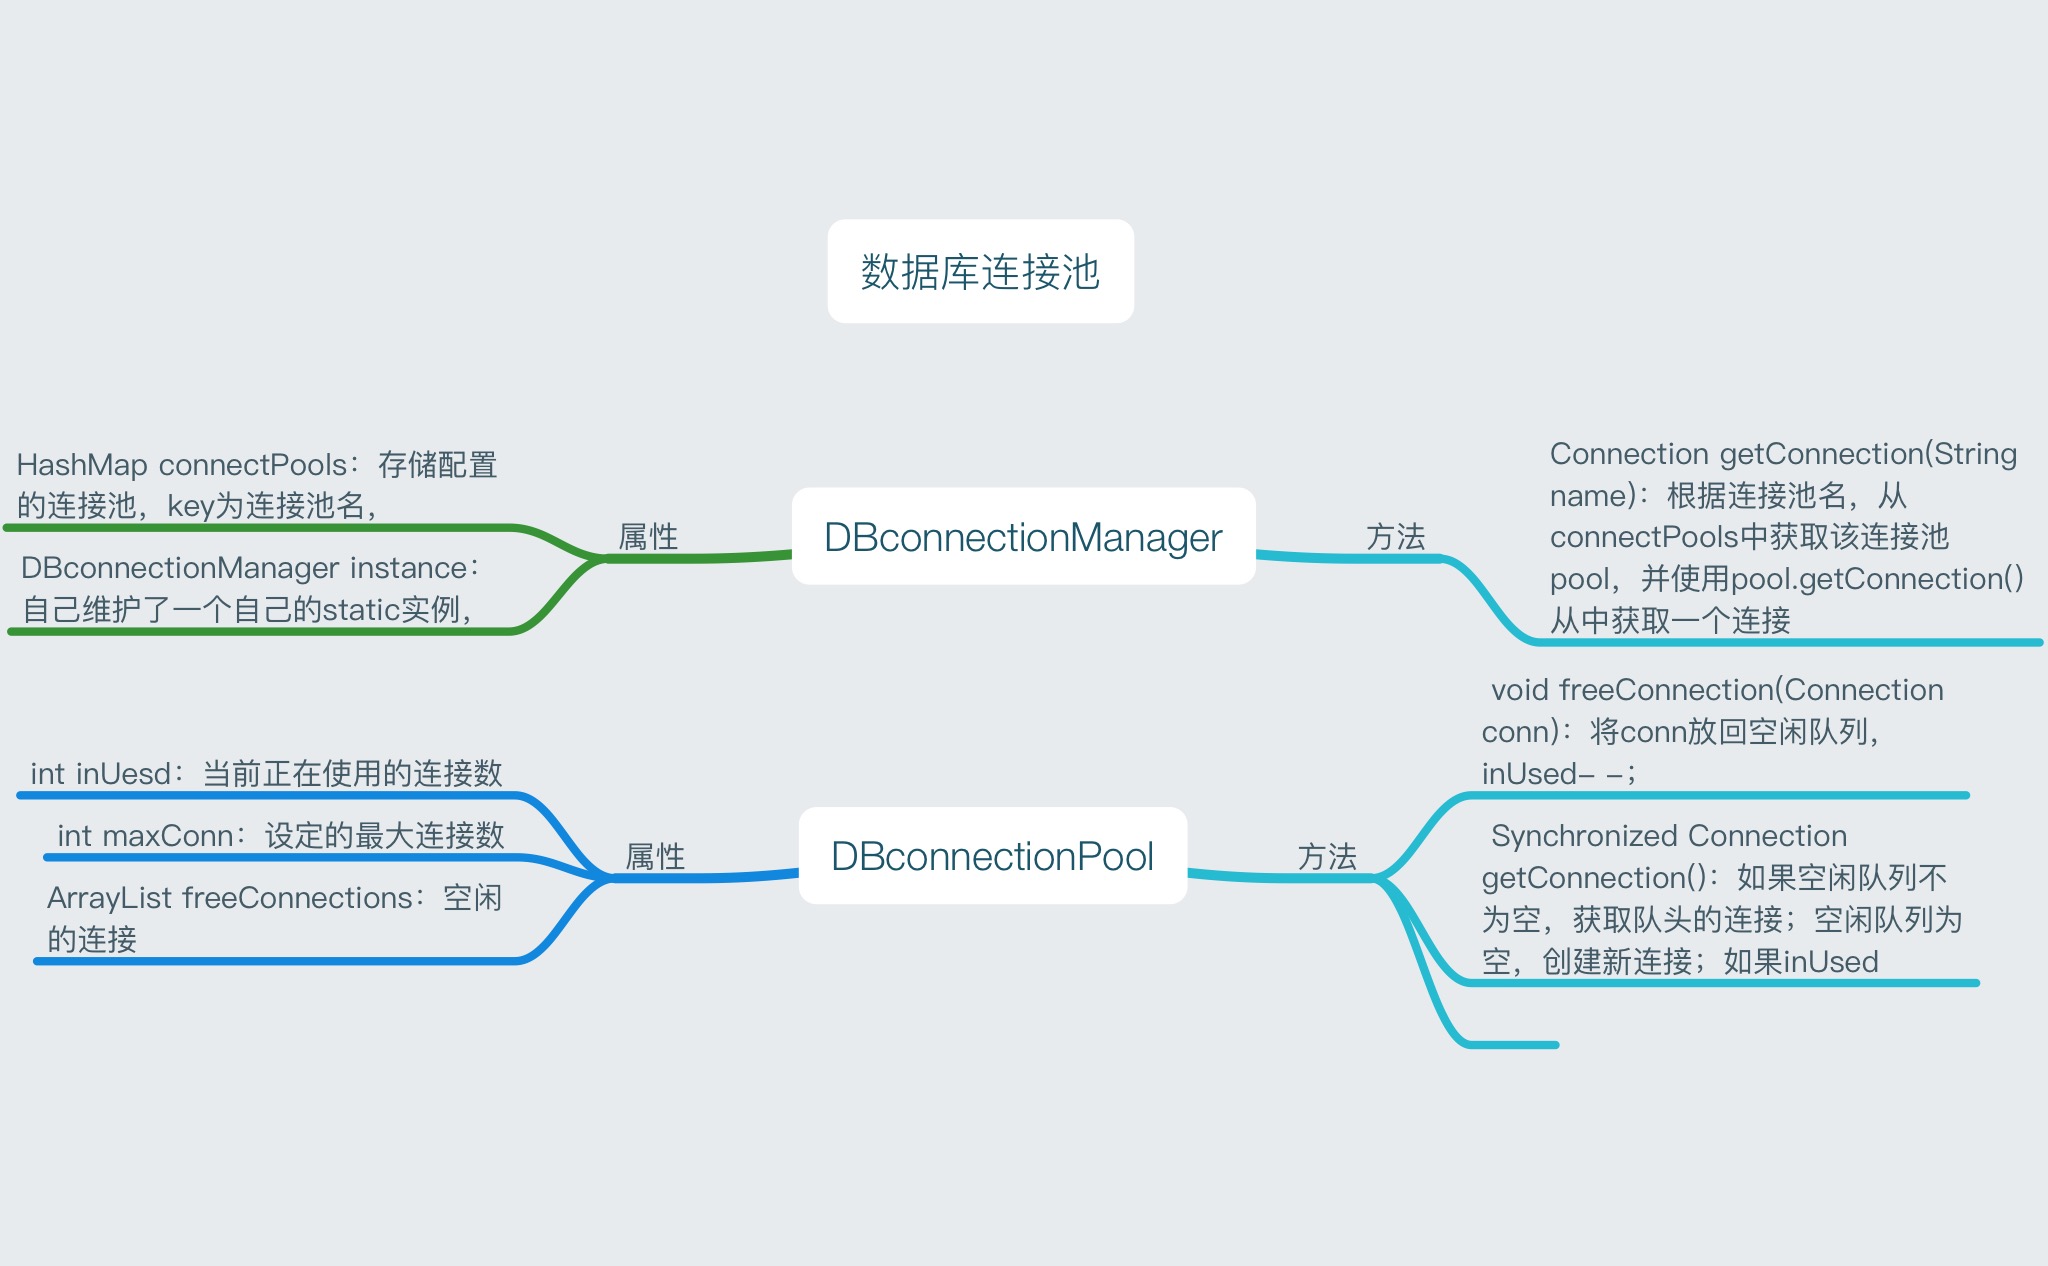 数据库连接池
HashMap connectPools：存储配置
的连接池，key为连接池名，
DBconnectionManager instance：
自己维护了一个自己的static实例，
属性
DBconnectionManager
方法
Connection getConnection(String
name)：根据连接池名，从
connectPools中获取该连接池
pool，并使用pool.getConnection()
从中获取一个连接
int inUesd：当前正在使用的连接数
int maxConn：设定的最大连接数
ArrayList freeConnections：空闲
的连接
属性
DBconnectionPool
方法
void freeConnection(Connection
conn)：将conn放回空闲队列，
inUsed– –；
Synchronized Connection
getConnection()：如果空闲队列不
为空，获取队头的连接；空闲队列为
空，创建新连接；如果inUsed